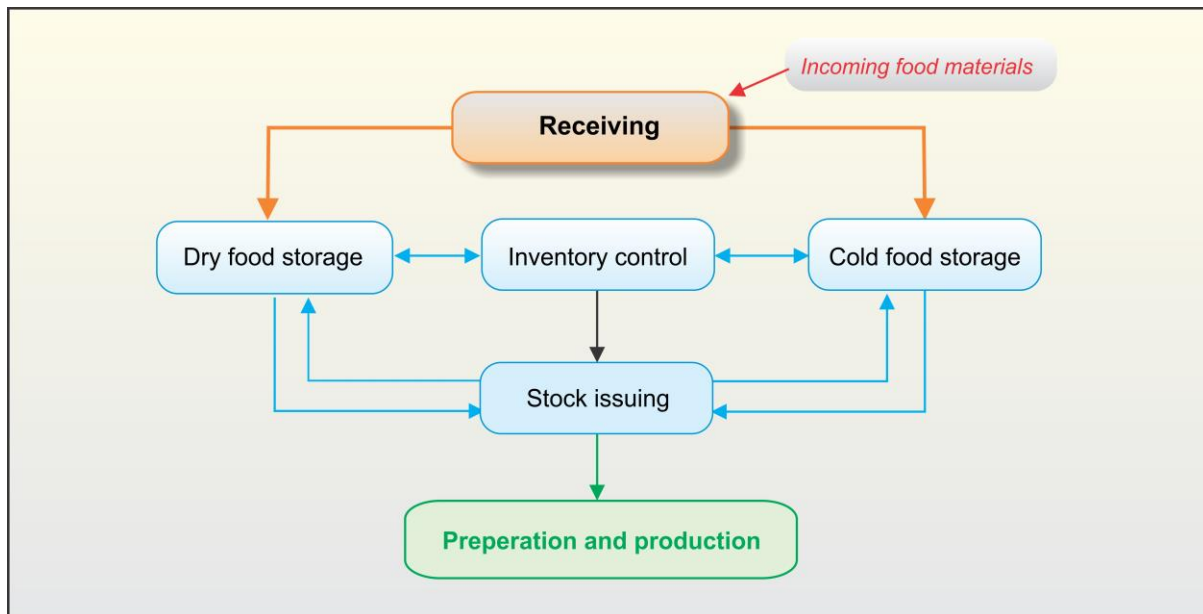 Incoming food materials
Receiving
Dry food storage
Inventory control
Cold food storage
Stock issuing
Preperation and production